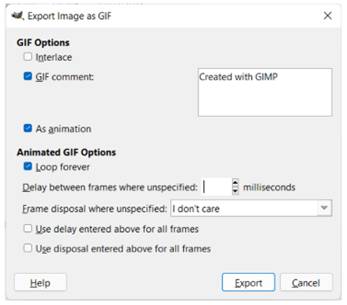 Export Image as GIF
GIF Options
Interlace
GIF comment:
Created with GIMP
As animation
Animated GIF Options
Loop forever
Delay between frames where unspecified: milliseconds
Frame disposal where unspecified: I don't care
Use delay entered above for all frames
Use disposal entered above for all frames
Help Export Cancel